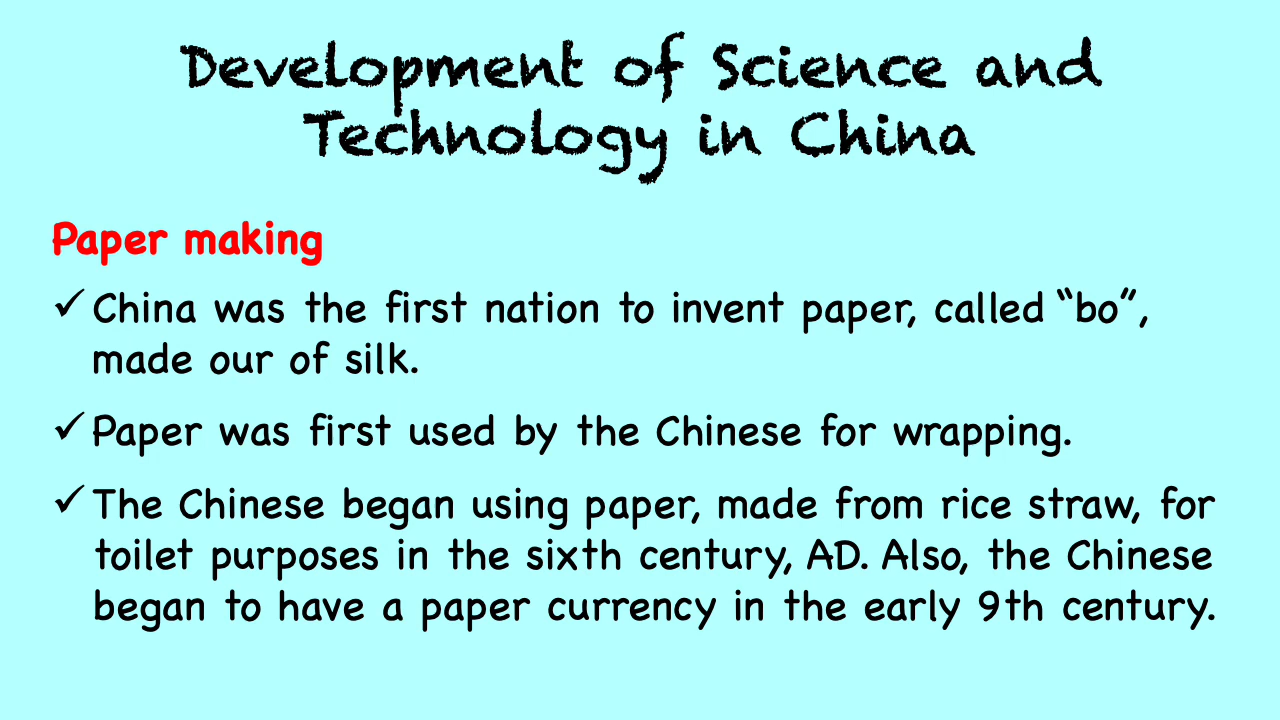 Development of Science and
Technology in China
Paper making
✓ China was the first nation to invent paper, called “bo”,
made our of silk.
✓ Paper was first used by the Chinese for wrapping.
✓ The Chinese began using paper, made from rice straw, for
toilet purposes in the sixth century, AD. Also, the Chinese
began to have a paper currency in the early 9th century.